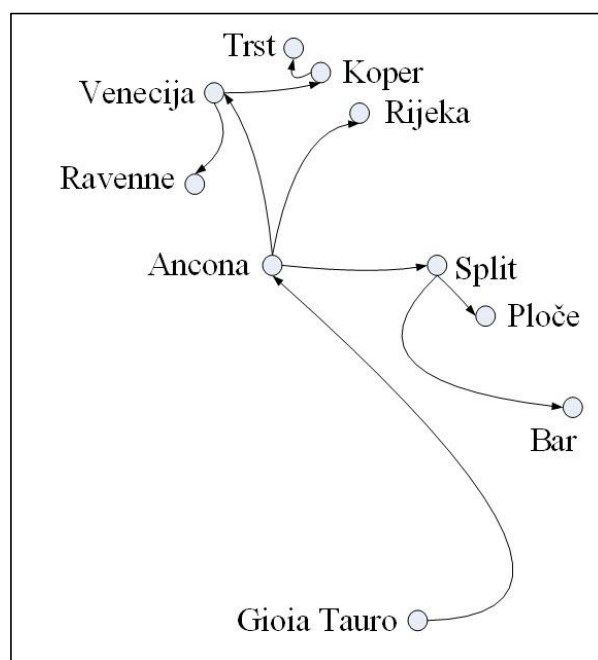 Trst
Koper
Venecija
Rijeka
Ravenne
Ancona
Split
Ploče
Bar
Gioia Tauro